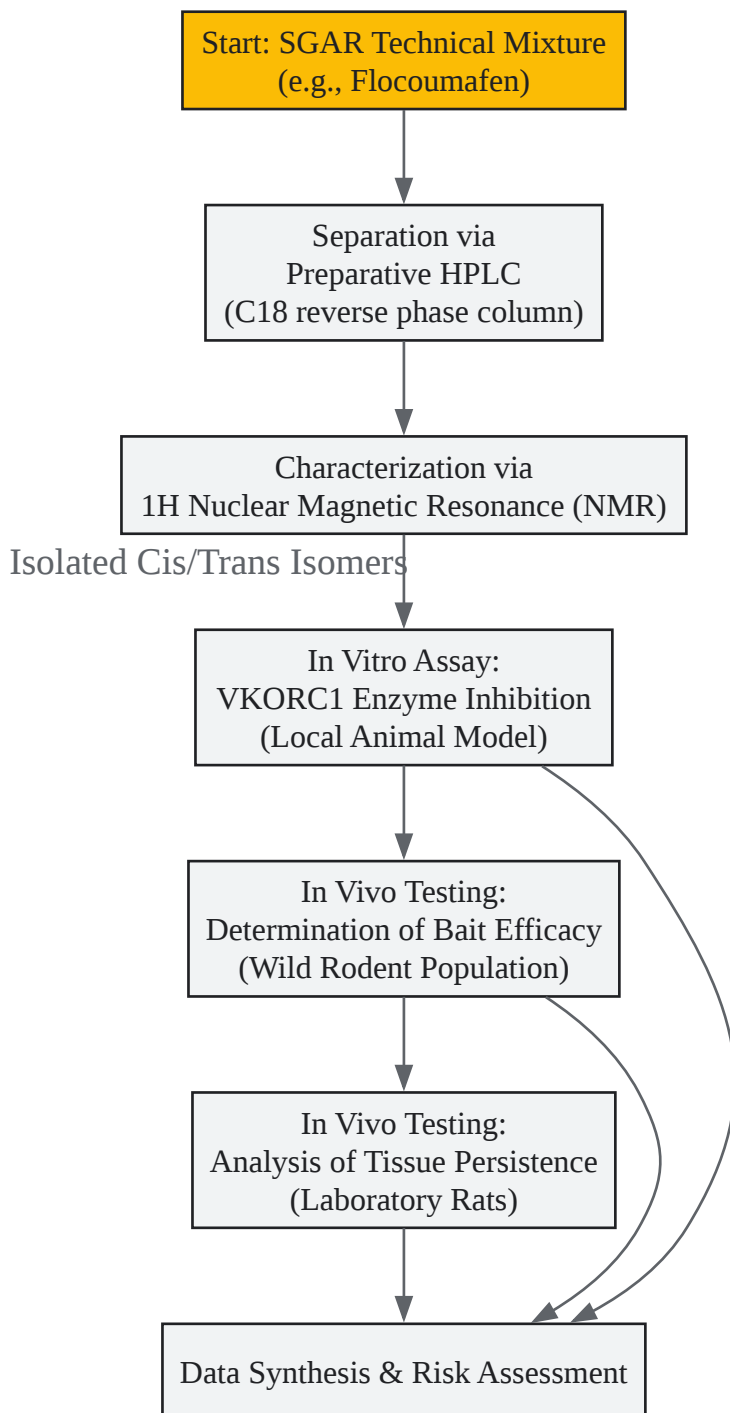 Start: SGAR Technical Mixture
(e.g., Flocoumafen)
Separation via
Preparative HPLC
(C18 reverse phase column)
Characterization via
1H Nuclear Magnetic Resonance (NMR)
Isolated Cis/Trans Isomers
In Vitro Assay:
VKORC1 Enzyme Inhibition
(Local Animal Model)
In Vivo Testing:
Determination of Bait Efficacy
(Wild Rodent Population)
In Vivo Testing:
Analysis of Tissue Persistence
(Laboratory Rats)
Data Synthesis & Risk Assessment